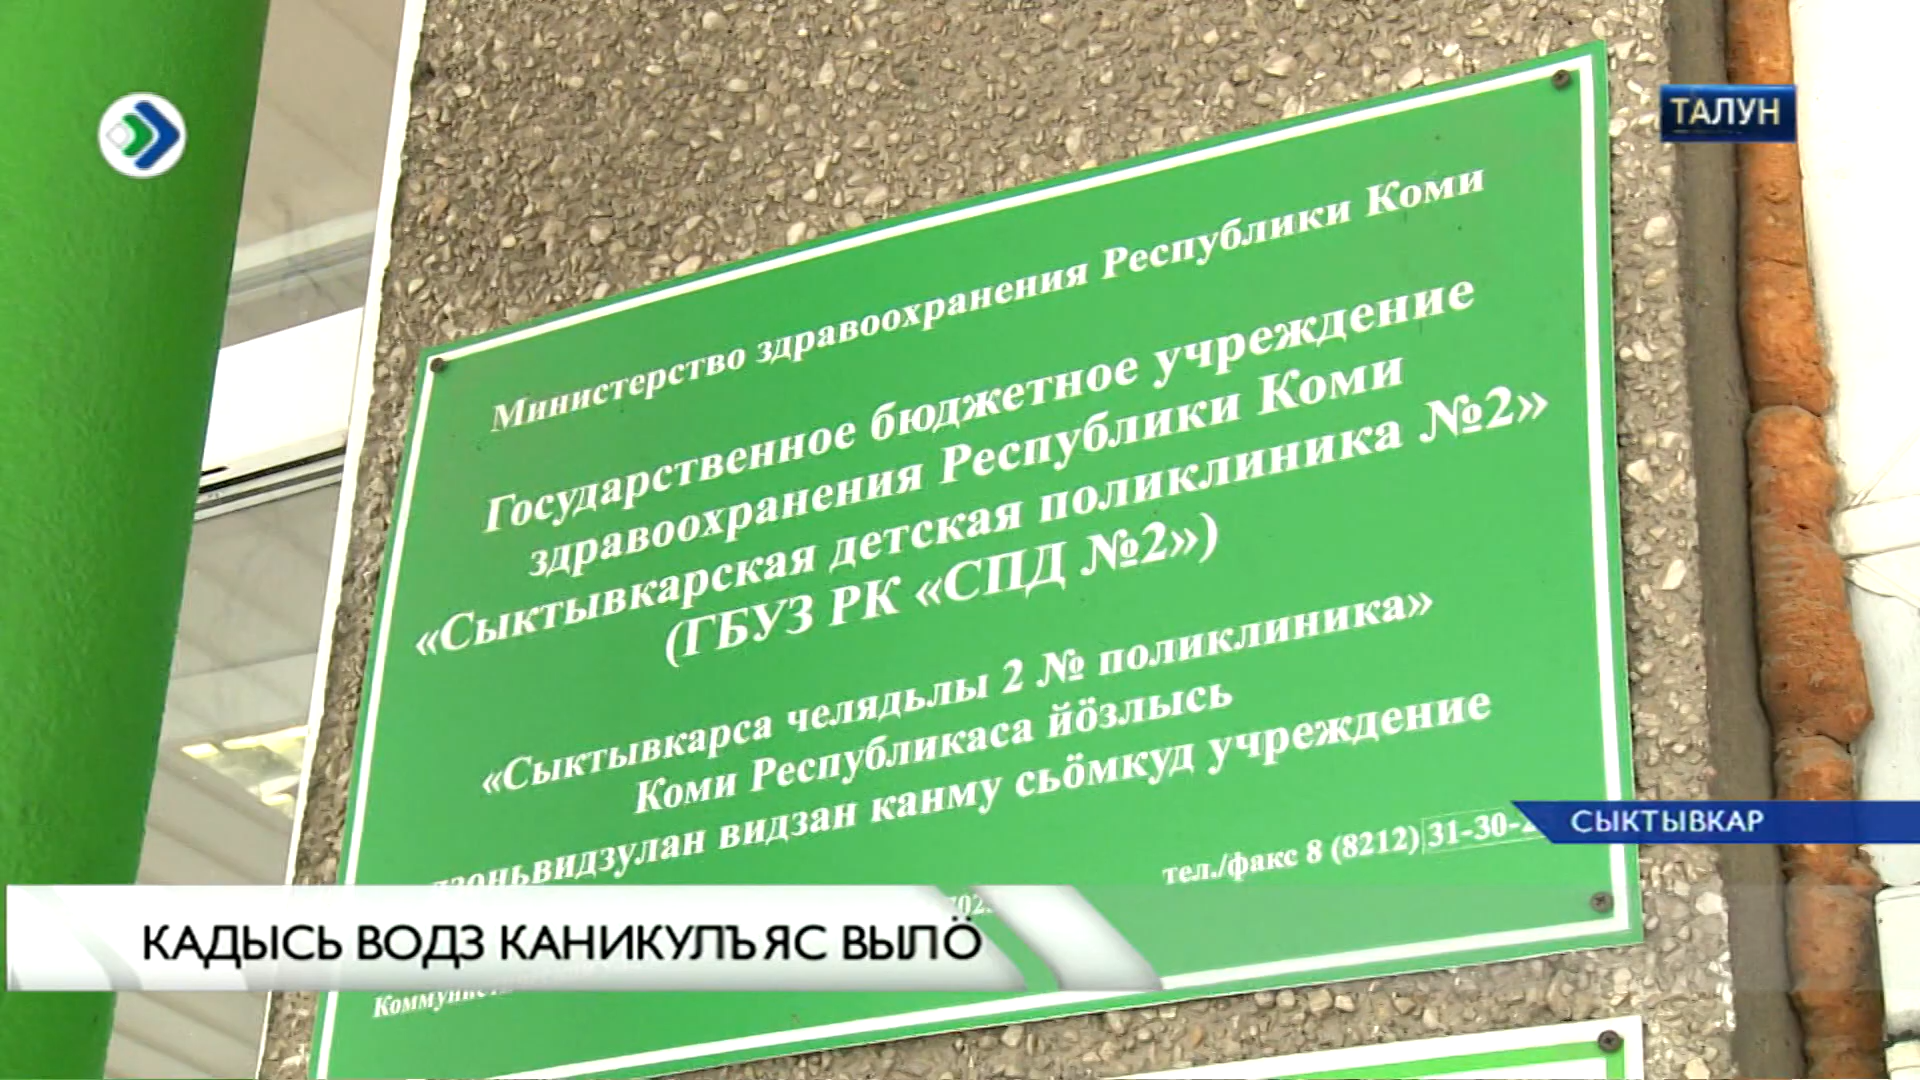 ТАЛУН
Министерство здравоохранения Республики Коми
Государственное бюджетное учреждение
здравоохранения Республики Коми
«Сыктывкарская детская поликлиника №2»
(ГБУЗ РК «СПД №2»)
«Сыктывкарса челядьлы 2 № поликлиника»
Коми Республикаса йӧзлысь
видзан канму сьӧмкуд учреждение
тел./факс 8 (8212) 31-30-
СЫКТЫВКАР
КАДЫСЬ ВОДЗ КАНИКУЛЪЯС ВЫЛӦ